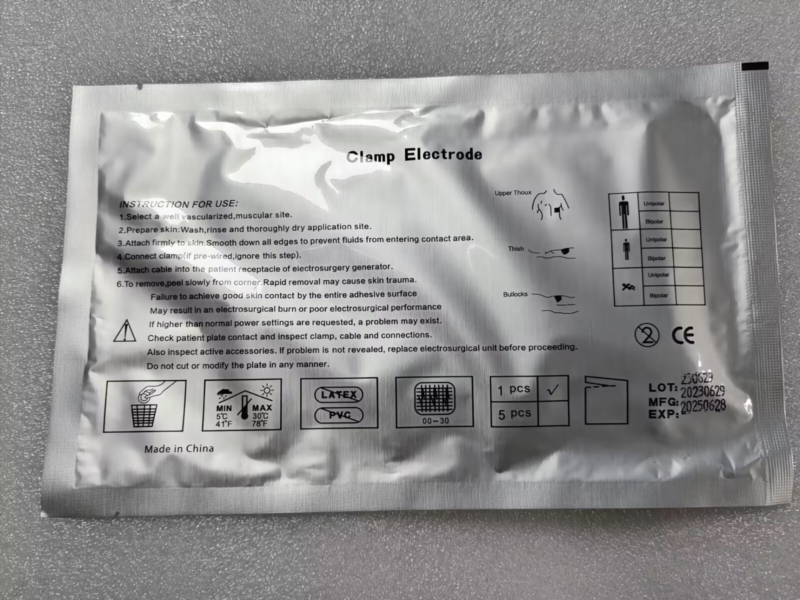 Clamp Electrode
INSTRUCTION FOR USE:
1.Select a well vascularized,muscular site.
2.Prepare skin:Wash,rinse and thoroughly dry application site.
3.Attach firmly to skin.Smooth down all edges to prevent fluids from entering contact area.
4.Connect clamp(if pre-wired,ignore this step).
5.Attach cable into the patient receptacle of electrosurgery generator.
6.To remove,peel slowly from corner.Rapid removal may cause skin trauma.
Failure to achieve good skin contact by the entire adhesive surface
May result in an electrosurgical burn or poor electrosurgical performance
If higher than normal power settings are requested, a problem may exist.
Check patient plate contact and inspect clamp, cable and connections.
Also inspect active accessories. If problem is not revealed, replace electrosurgical unit before proceeding.
Do not cut or modify the plate in any manner.
Upper Thoux
Thish
Bullocks
Unipolar
Bipolar
Unipolar
Bipolar
Unipolar
Bipolar
2
CE
MIN
5℃
41°F
MAX
30℃
78°F
LATEX
PVC
00-30
1 pcs ✓
5 pcs
LOT: 230629
MFG: 20230629
EXP: 20250628
Made in China